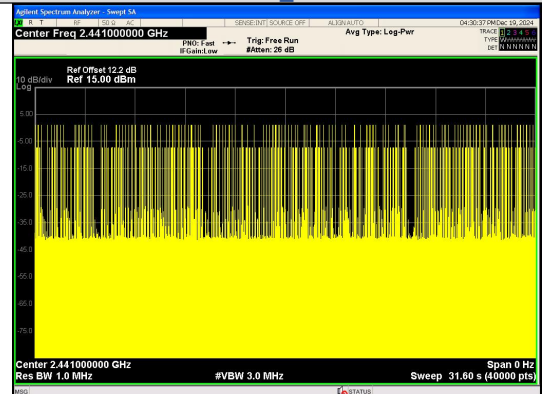 Agilent Spectrum Analyzer - Swept SA
R T RF 50 Ω AC SENSE:INT SOURCE OFF ALIGN AUTO 04:30:37 PM Dec 19, 2024
Center Freq 2.441000000 GHz Avg Type: Log-Pwr TRACE 1 2 3 4 5 6
PNO: Fast Trig: Free Run TYPE
IFGain:Low #Atten: 26 dB DET N N N N N N
Ref Offset 12.2 dB
10 dB/div Ref 15.00 dBm
Log
5.00
-5.00
-15.0
-25.0
-35.0
-45.0
-55.0
-65.0
-75.0
Center 2.441000000 GHz Span 0 Hz
Res BW 1.0 MHz #VBW 3.0 MHz Sweep 31.60 s (40000 pts)
MSG STATUS